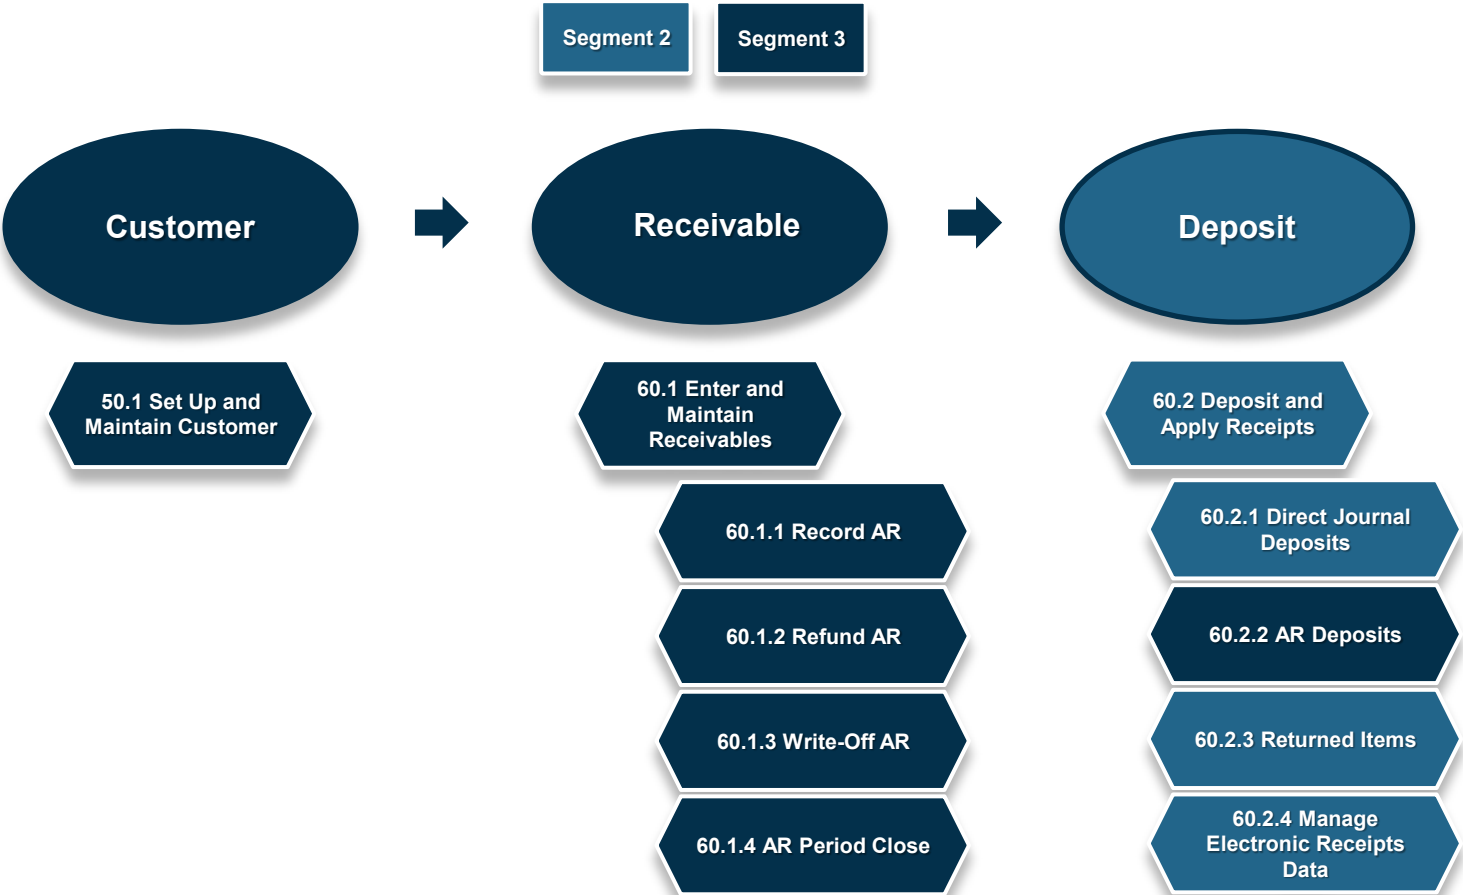 Segment 2
Segment 3
Customer
Receivable
Deposit
50.1 Set Up and
Maintain Customer
60.1 Enter and
Maintain
Receivables
60.2 Deposit and
Apply Receipts
60.1.1 Record AR
60.2.1 Direct Journal
Deposits
60.1.2 Refund AR
60.2.2 AR Deposits
60.1.3 Write-Off AR
60.2.3 Returned Items
60.1.4 AR Period Close
60.2.4 Manage
Electronic Receipts
Data